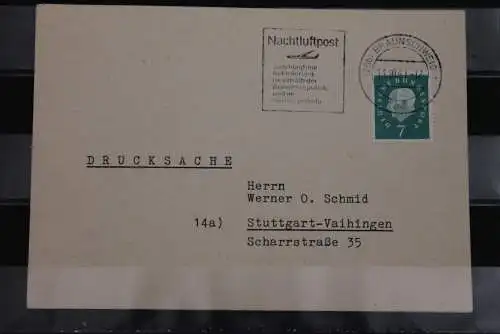 Nachtluftpost
BRAUNSCHWEIG
DEUTSCHE BUNDESPOST
7
DRUCKSACHE
Herrn
Werner O. Schmid
14a) Stuttgart-Vaihingen
Scharrstraße 35